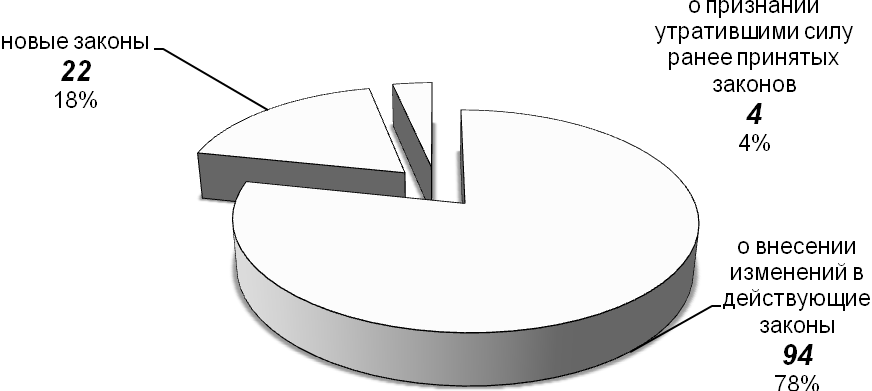 новые законы
22
18%
о признании
утратившими силу
ранее принятых
законов
4
4%
о внесении
изменений в
действующие
законы
94
78%